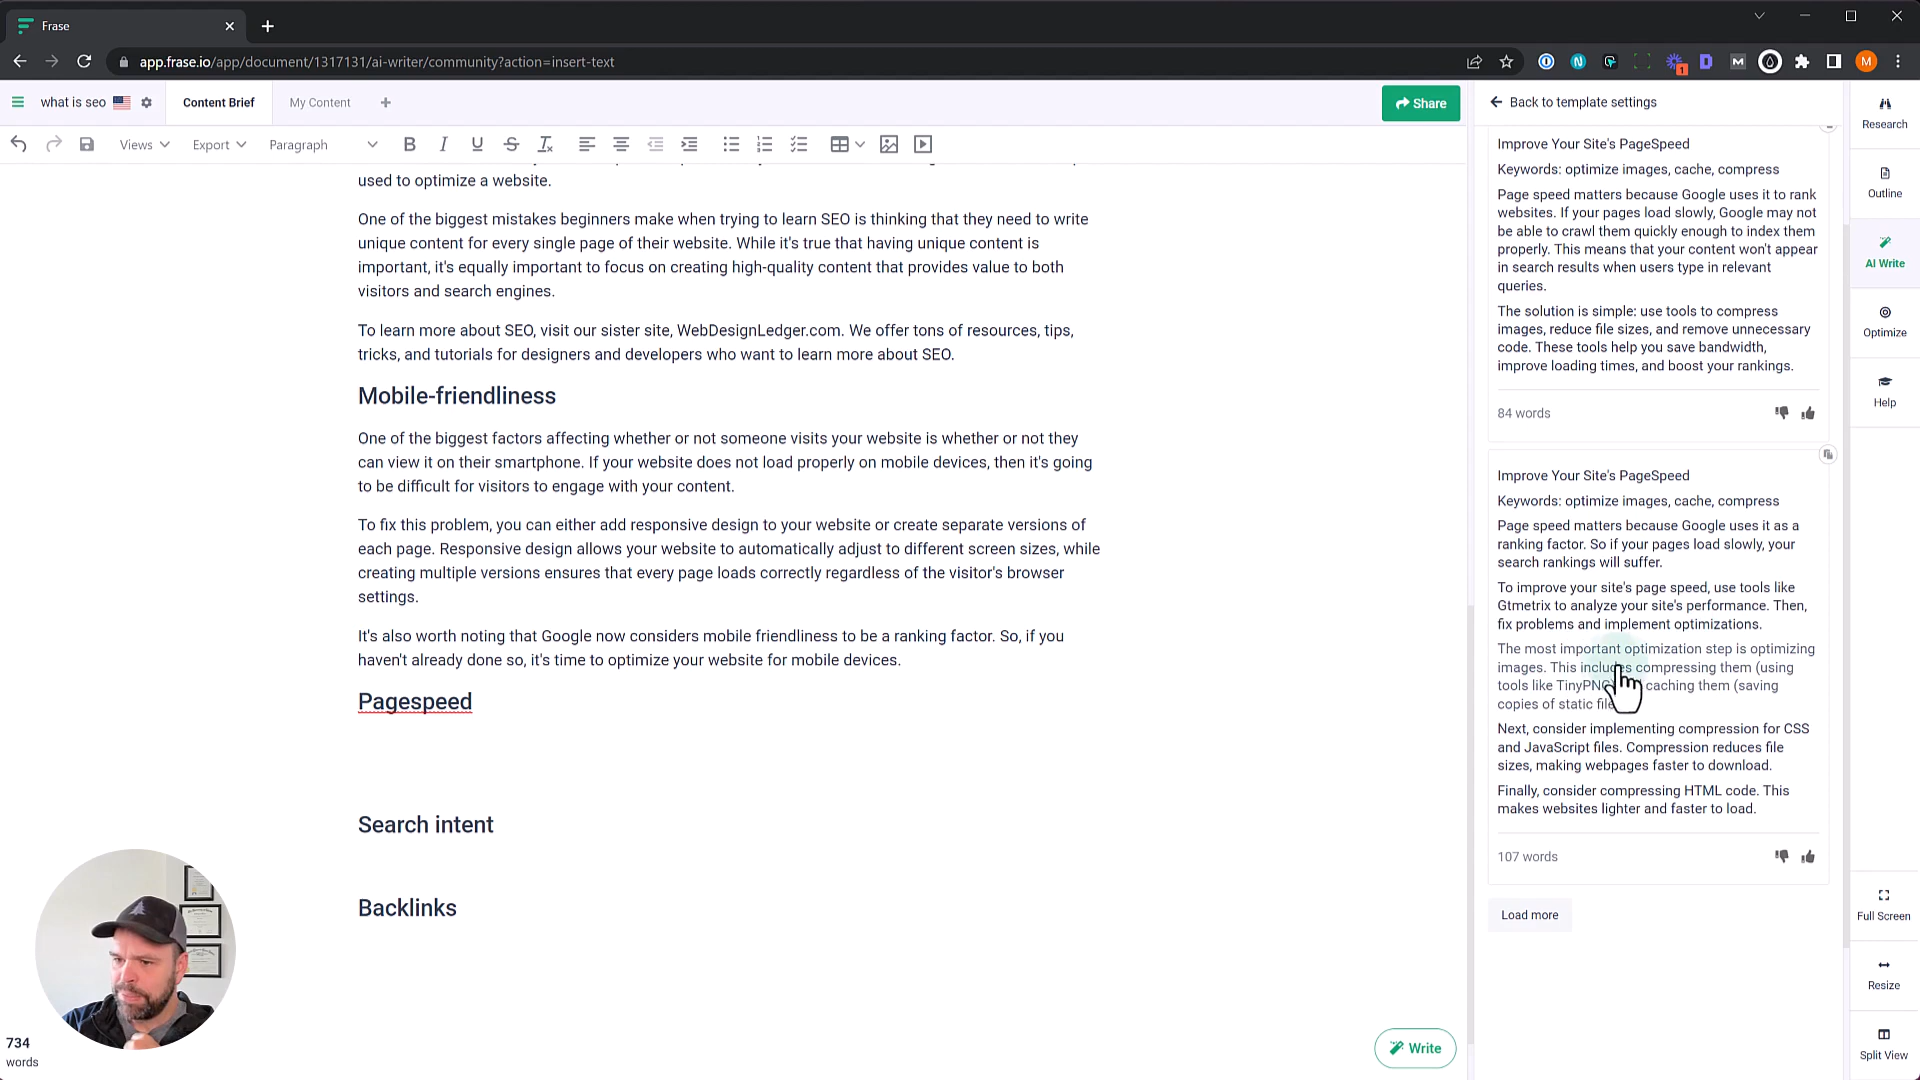 Frase
app.frase.io/app/document/1317131/ai-writer/community?action=insert-text
1
M
what is seo
Content Brief
My Content
Share
Back to template settings
Research
Views
Export
Paragraph
used to optimize a website.
One of the biggest mistakes beginners make when trying to learn SEO is thinking that they need to write
unique content for every single page of their website. While it's true that having unique content is
important, it's equally important to focus on creating high-quality content that provides value to both
visitors and search engines.
To learn more about SEO, visit our sister site, WebDesignLedger.com. We offer tons of resources, tips,
tricks, and tutorials for designers and developers who want to learn more about SEO.
Mobile-friendliness
One of the biggest factors affecting whether or not someone visits your website is whether or not they
can view it on their smartphone. If your website does not load properly on mobile devices, then it's going
to be difficult for visitors to engage with your content.
To fix this problem, you can either add responsive design to your website or create separate versions of
each page. Responsive design allows your website to automatically adjust to different screen sizes, while
creating multiple versions ensures that every page loads correctly regardless of the visitor's browser
settings.
It's also worth noting that Google now considers mobile friendliness to be a ranking factor. So, if you
haven't already done so, it's time to optimize your website for mobile devices.
Pagespeed
Search intent
Backlinks
734
words
Write
Improve Your Site's PageSpeed
Keywords: optimize images, cache, compress
Page speed matters because Google uses it to rank
websites. If your pages load slowly, Google may not
be able to crawl them quickly enough to index them
properly. This means that your content won't appear
in search results when users type in relevant
queries.
The solution is simple: use tools to compress
images, reduce file sizes, and remove unnecessary
code. These tools help you save bandwidth,
improve loading times, and boost your rankings.
84 words
Improve Your Site's PageSpeed
Keywords: optimize images, cache, compress
Page speed matters because Google uses it as a
ranking factor. So if your pages load slowly, your
search rankings will suffer.
To improve your site's page speed, use tools like
Gtmetrix to analyze your site's performance. Then,
fix problems and implement optimizations.
The most important optimization step is optimizing
images. This includes compressing them (using
tools like TinyPNG caching them (saving
copies of static
Next, consider implementing compression for CSS
and JavaScript files. Compression reduces file
sizes, making webpages faster to download.
Finally, consider compressing HTML code. This
makes websites lighter and faster to load.
107 words
Load more
Outline
AI Write
Optimize
Help
Full Screen
Resize
Split View